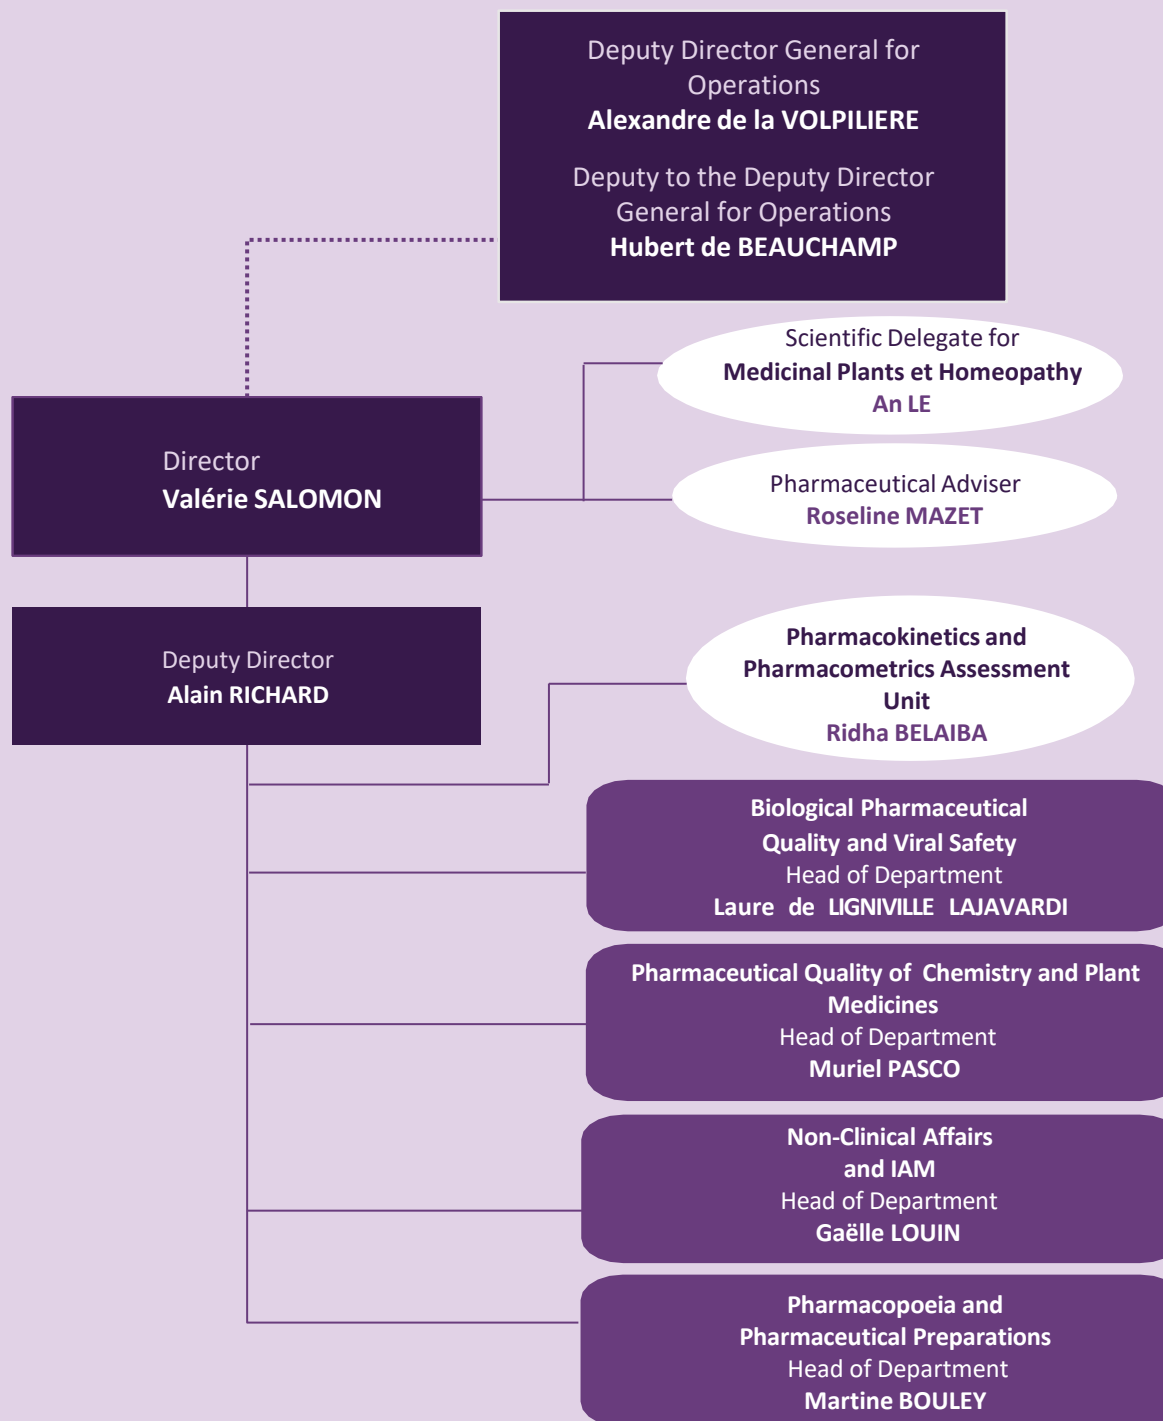 Deputy Director General for
Operations
Alexandre de la VOLPILIERE
Deputy to the Deputy Director
General for Operations
Hubert de BEAUCHAMP
Scientific Delegate for
Medicinal Plants et Homeopathy
An LE
Director
Valérie SALOMON
Pharmaceutical Adviser
Roseline MAZET
Deputy Director
Alain RICHARD
Pharmacokinetics and
Pharmacometrics Assessment
Unit
Ridha BELAIBA
Biological Pharmaceutical
Quality and Viral Safety
Head of Department
Laure de LIGNIVILLE LAJAVARDI
Pharmaceutical Quality of Chemistry and Plant
Medicines
Head of Department
Muriel PASCO
Non-Clinical Affairs
and IAM
Head of Department
Gaëlle LOUIN
Pharmacopoeia and
Pharmaceutical Preparations
Head of Department
Martine BOULEY